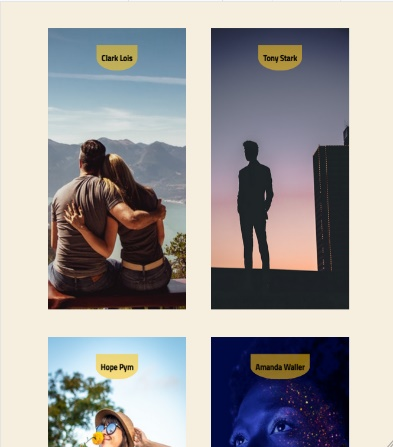 Clark Lois
Tony Stark
Hope Pym
Amanda Waller